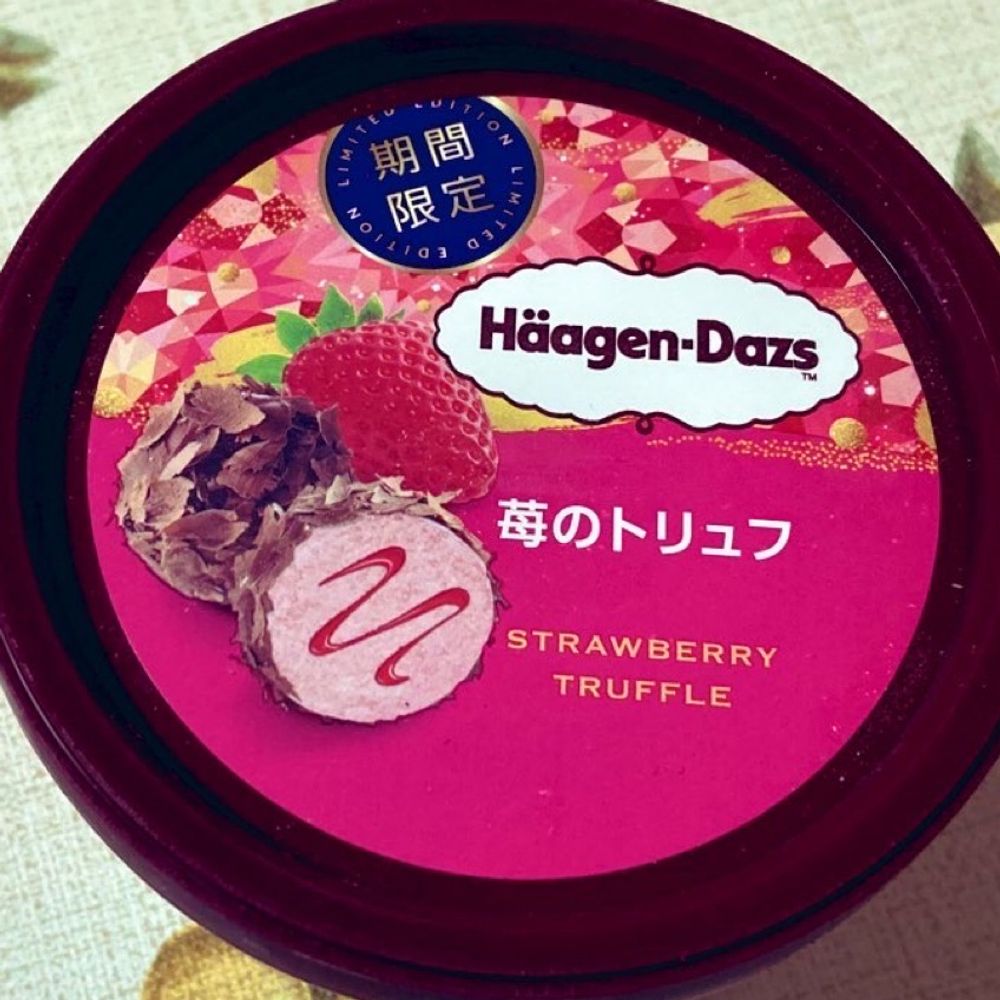 LIMITED EDITION LIMITED EDITION
期間
限定
Häagen-Dazs
™
苺のトリュフ
STRAWBERRY
TRUFFLE